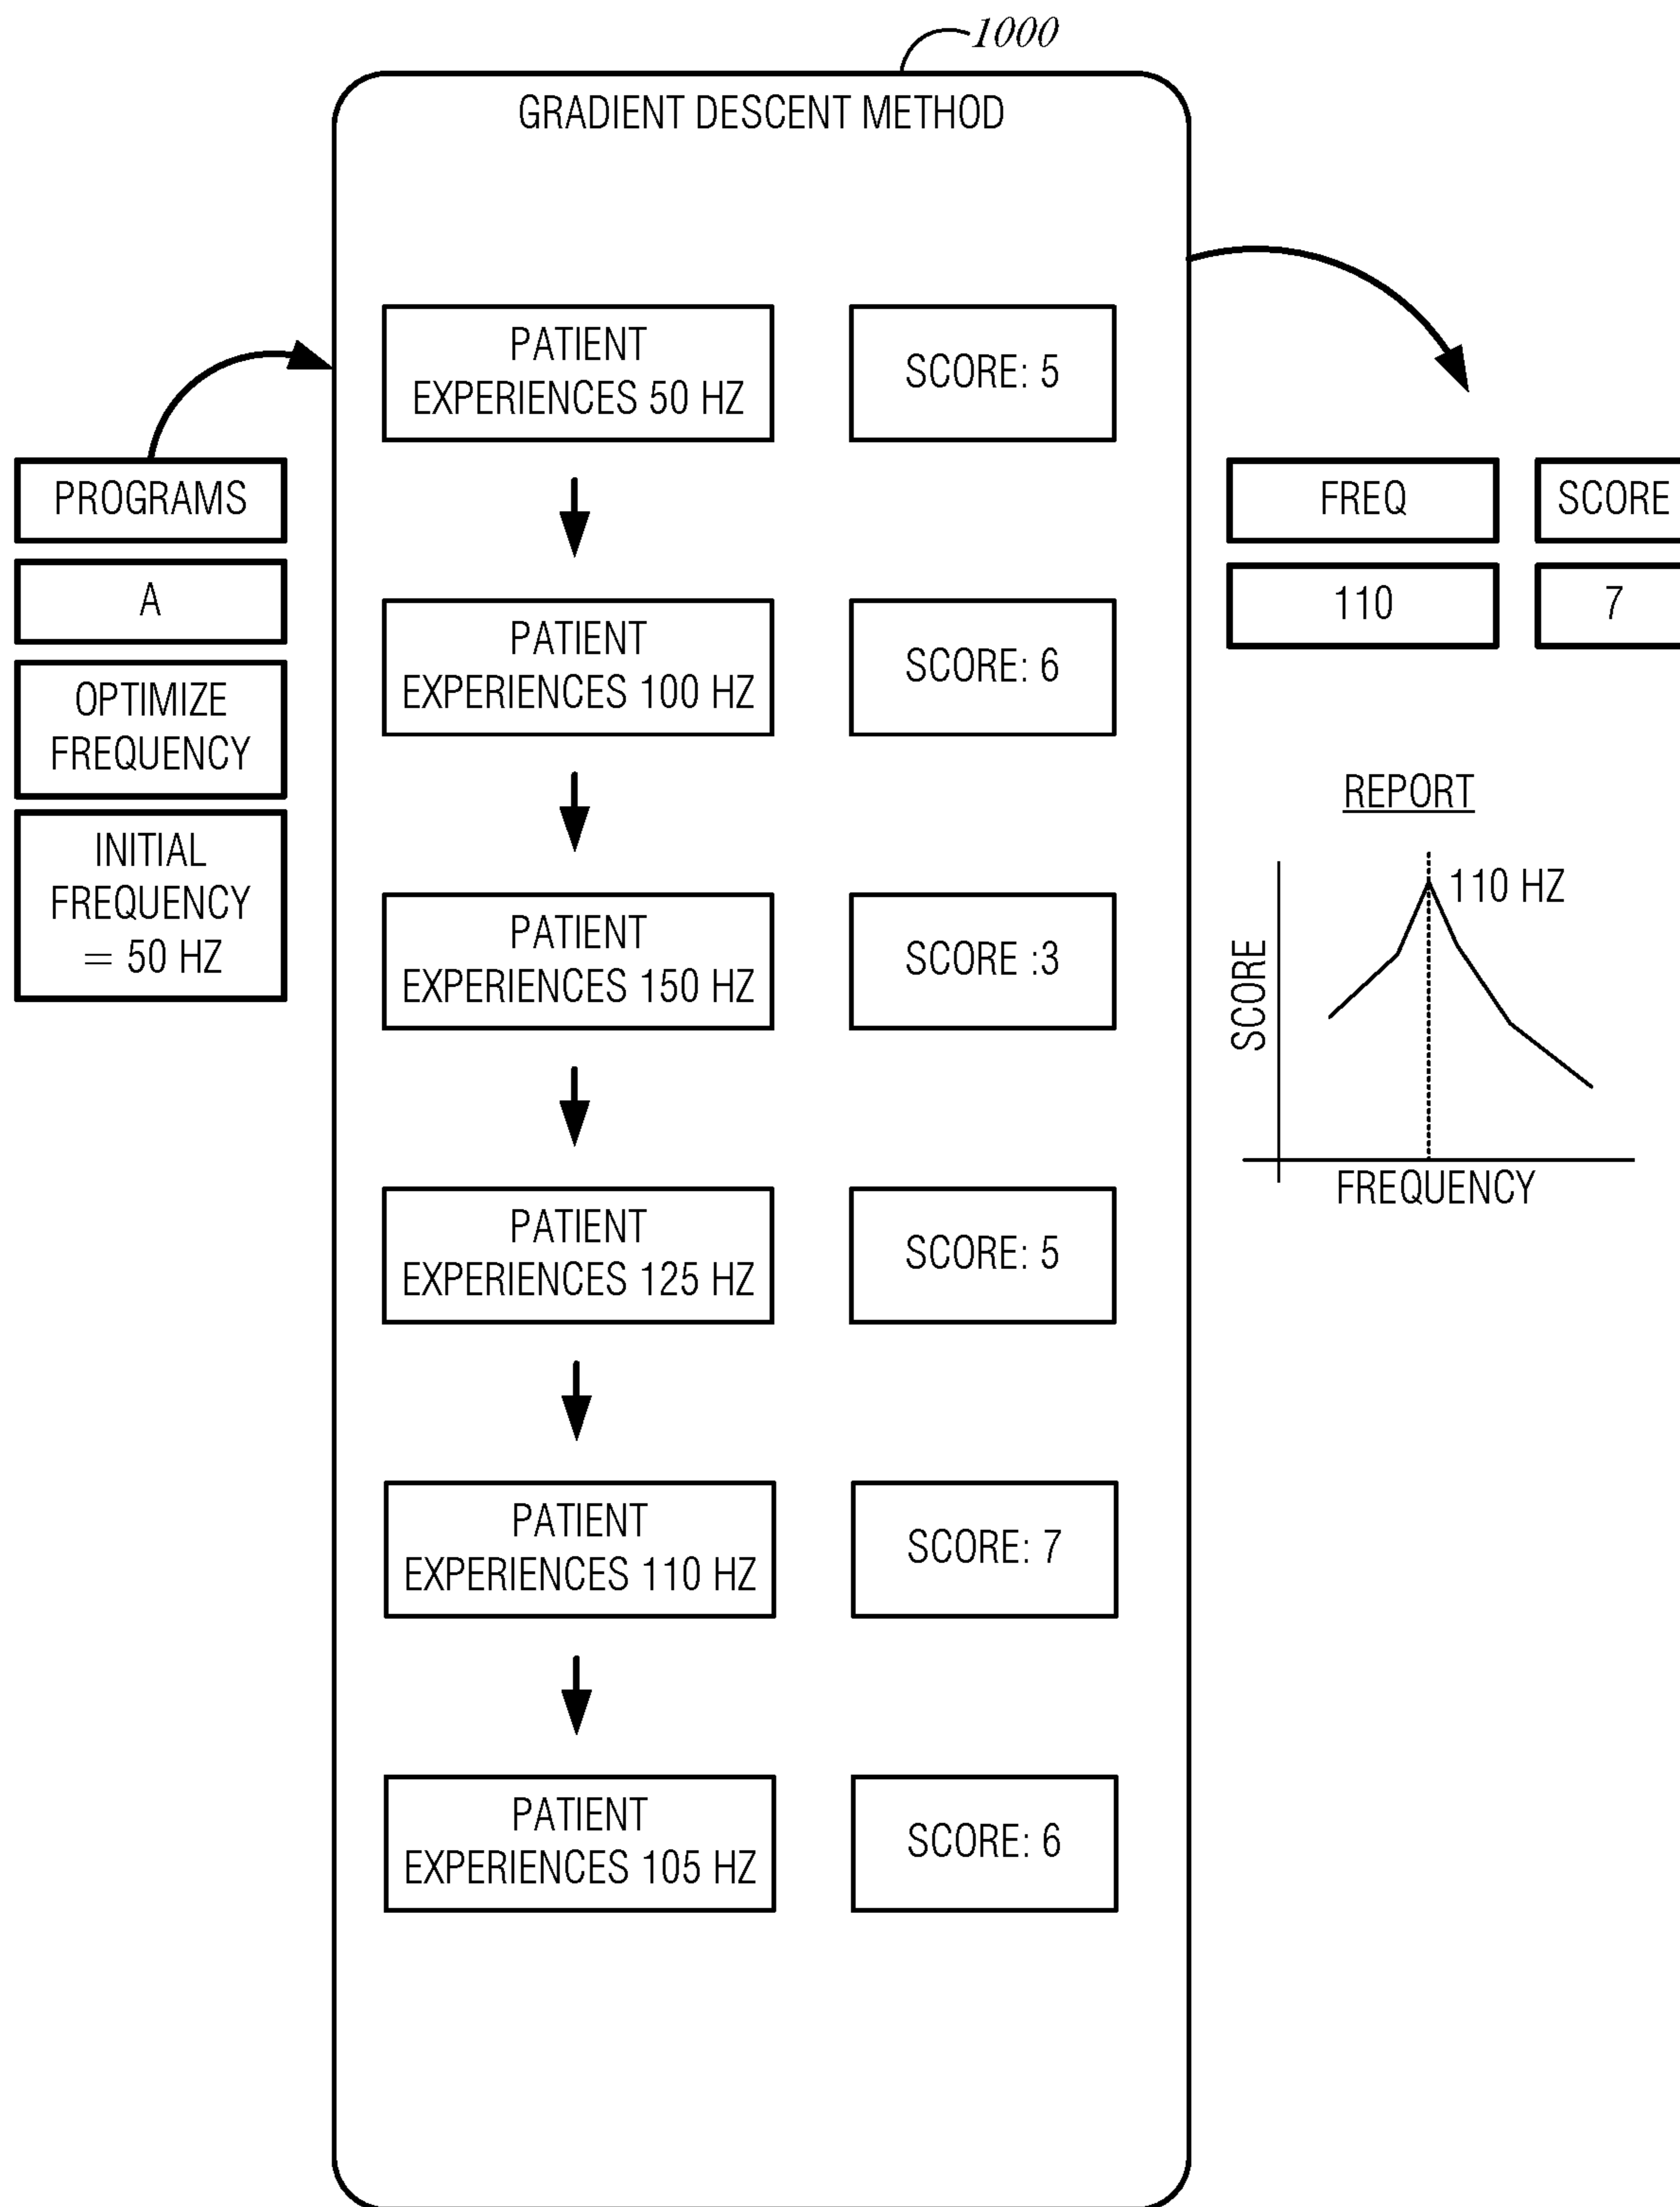 1000
GRADIENT DESCENT METHOD
PROGRAMS
A
OPTIMIZE
FREQUENCY
INITIAL
FREQUENCY
= 50 HZ
PATIENT
EXPERIENCES 50 HZ
SCORE: 5
PATIENT
EXPERIENCES 100 HZ
SCORE: 6
PATIENT
EXPERIENCES 150 HZ
SCORE :3
PATIENT
EXPERIENCES 125 HZ
SCORE: 5
PATIENT
EXPERIENCES 110 HZ
SCORE: 7
PATIENT
EXPERIENCES 105 HZ
SCORE: 6
FREQ
SCORE
110
7
REPORT
110 HZ
SCORE
FREQUENCY